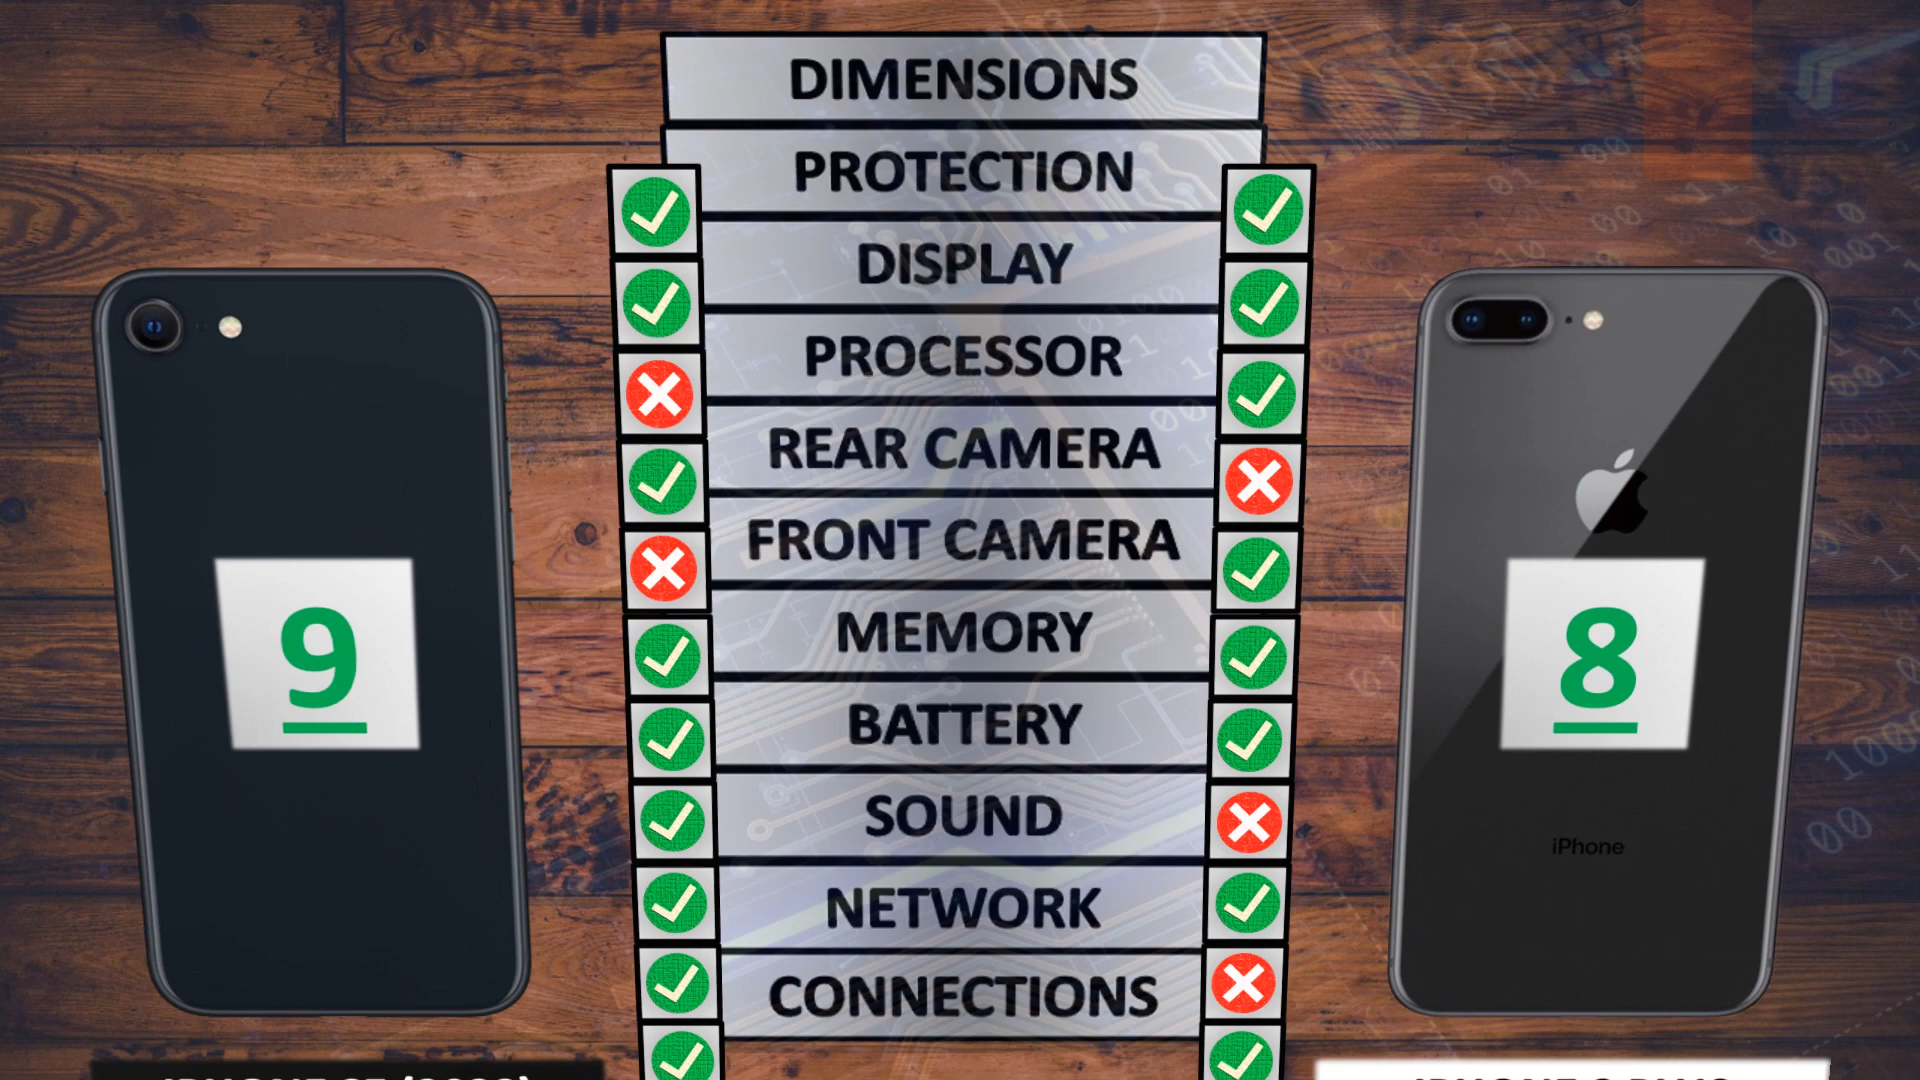 DIMENSIONS
PROTECTION
DISPLAY
PROCESSOR
REAR CAMERA
FRONT CAMERA
MEMORY
BATTERY
SOUND
NETWORK
CONNECTIONS
9
8
iPhone